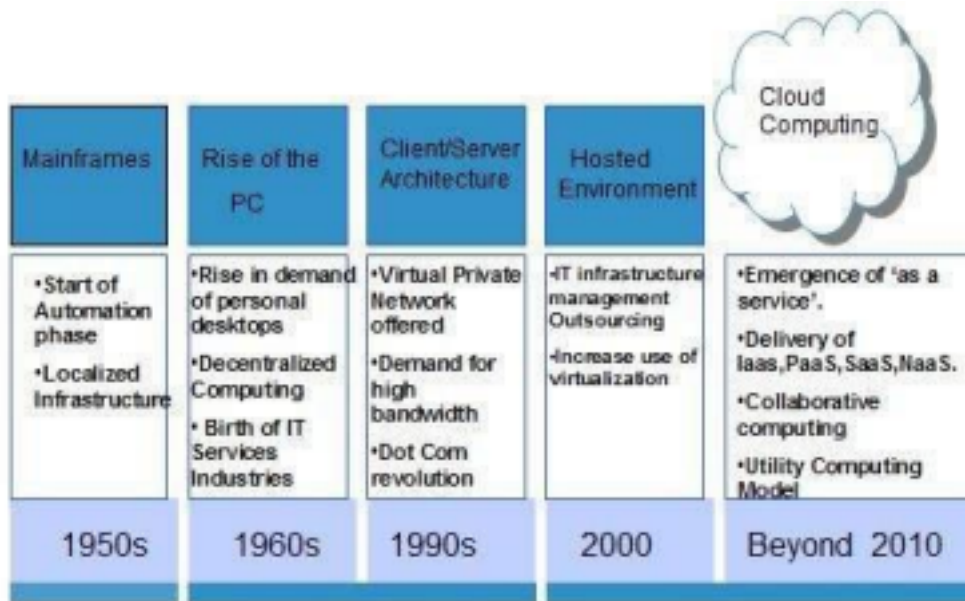 Mainframes
•Start of
Automation
phase
•Localized
Infrastructure
1950s
Rise of the
PC
•Rise in demand
of personal
desktops
•Decentralized
Computing
• Birth of IT
Services
Industries
1960s
Client/Server
Architecture
•Virtual Private
Network
offered
•Demand for
high
bandwidth
•Dot Com
revolution
1990s
Hosted
Environment
•IT infrastructure
management
Outsourcing
•Increase use of
virtualization
2000
Cloud
Computing
•Emergence of 'as a
service'.
•Delivery of
Iaas,PaaS,SaaS,NaaS.
•Collaborative
computing
•Utility Computing
Model
Beyond 2010